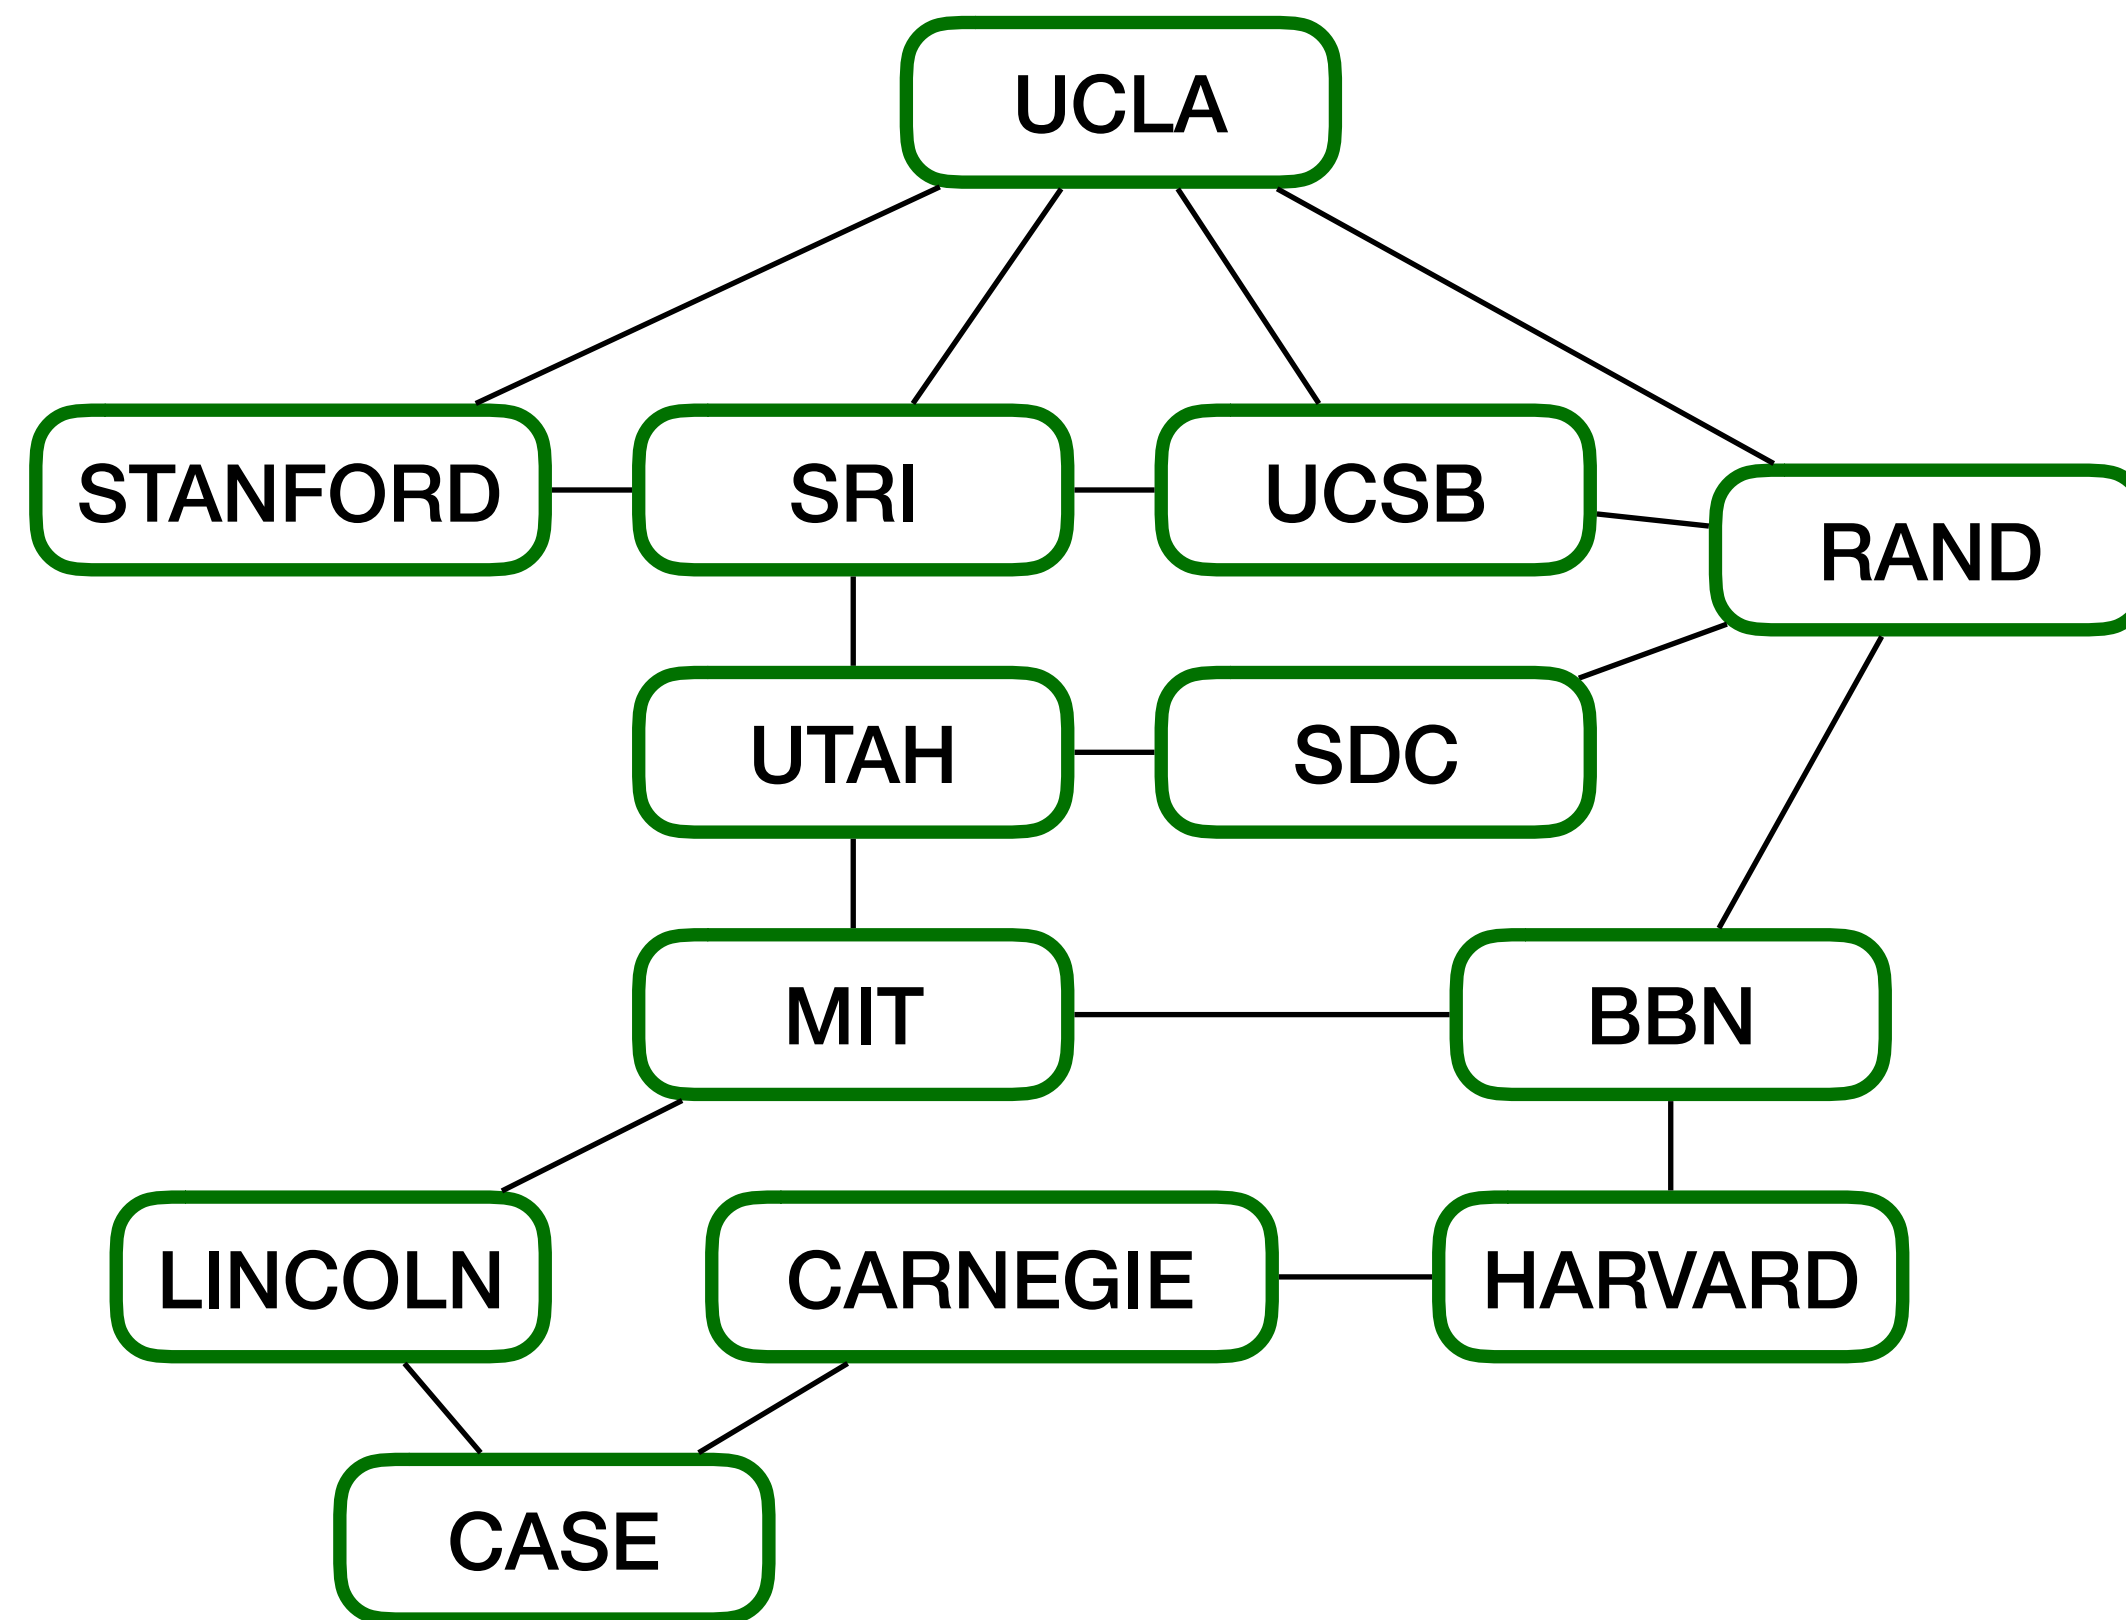 UCLA
STANFORD
SRI
UCSB
RAND
UTAH
SDC
MIT
BBN
LINCOLN
CARNEGIE
HARVARD
CASE